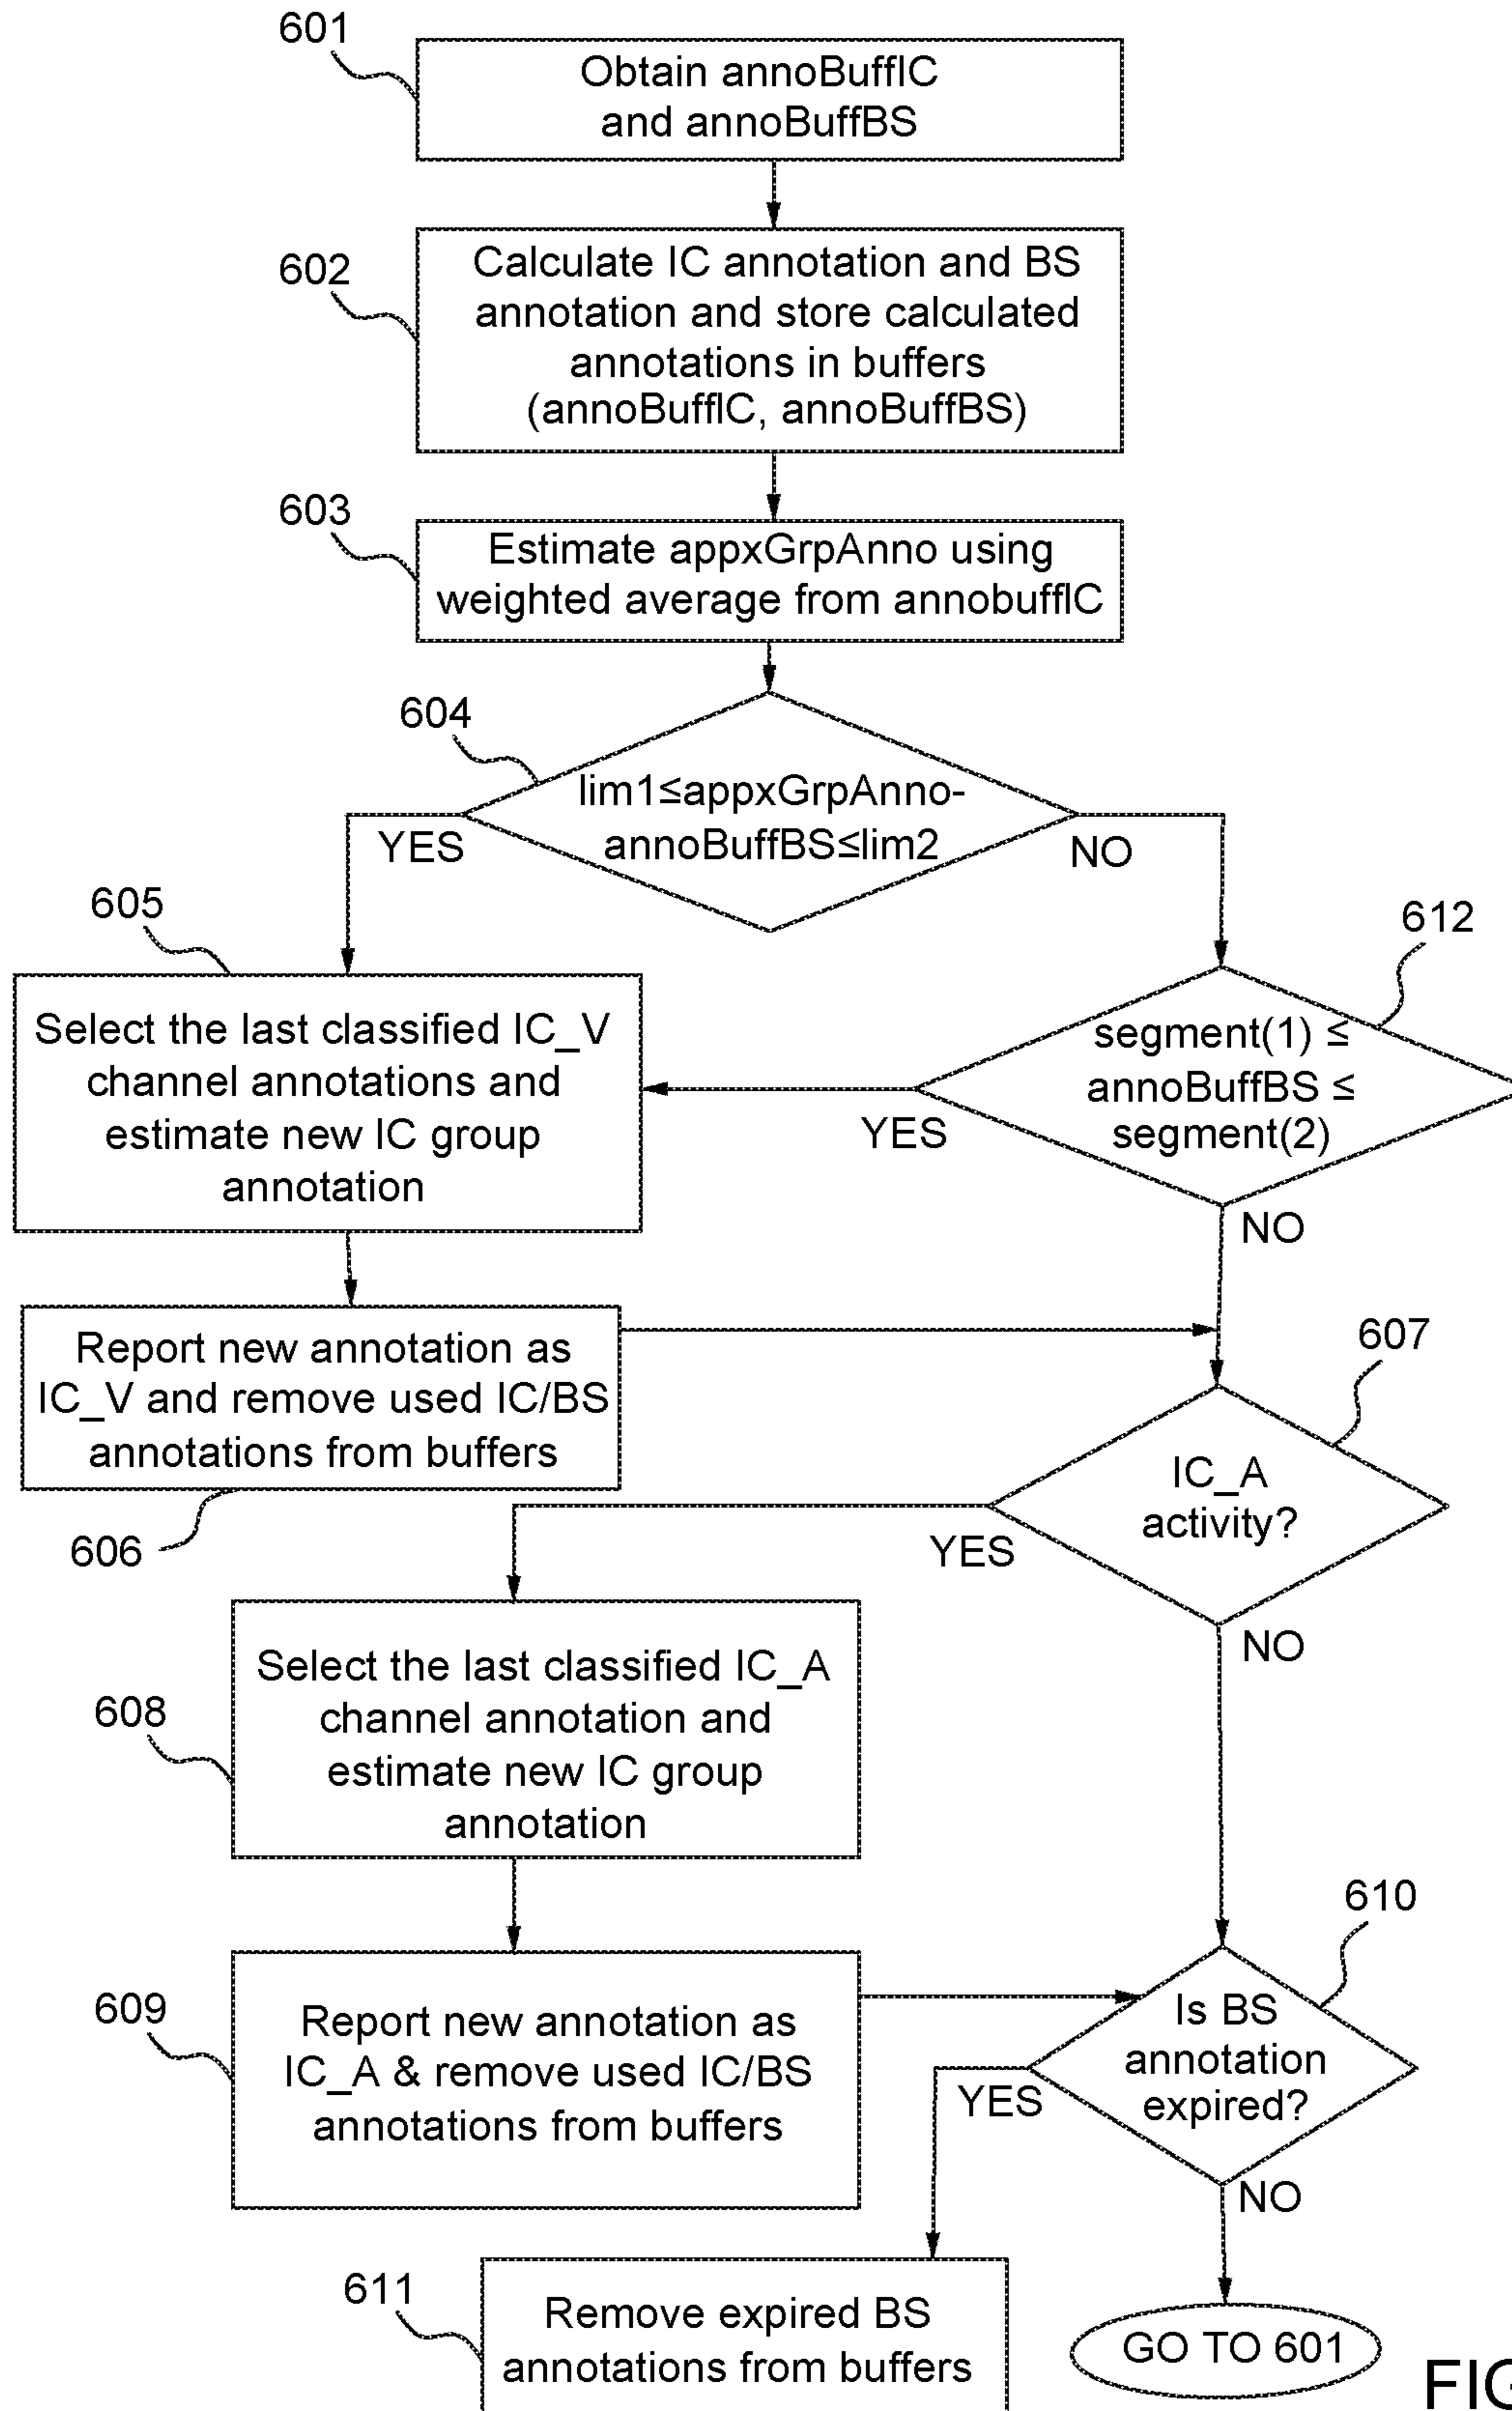 601
Obtain annoBuffIC
and annoBuffBS
602
Calculate IC annotation and BS
annotation and store calculated
annotations in buffers
(annoBuffIC, annoBuffBS)
603
Estimate appxGrpAnno using
weighted average from annobuffIC
604
lim1≤appxGrpAnno-
annoBuffBS≤lim2
YES
NO
605
Select the last classified IC_V
channel annotations and
estimate new IC group
annotation
612
segment(1) ≤
annoBuffBS ≤
segment(2)
YES
NO
Report new annotation as
IC_V and remove used IC/BS
annotations from buffers
606
607
IC_A
activity?
YES
NO
608
Select the last classified IC_A
channel annotation and
estimate new IC group
annotation
609
Report new annotation as
IC_A & remove used IC/BS
annotations from buffers
610
Is BS
annotation
expired?
YES
NO
611
Remove expired BS
annotations from buffers
GO TO 601
FIG